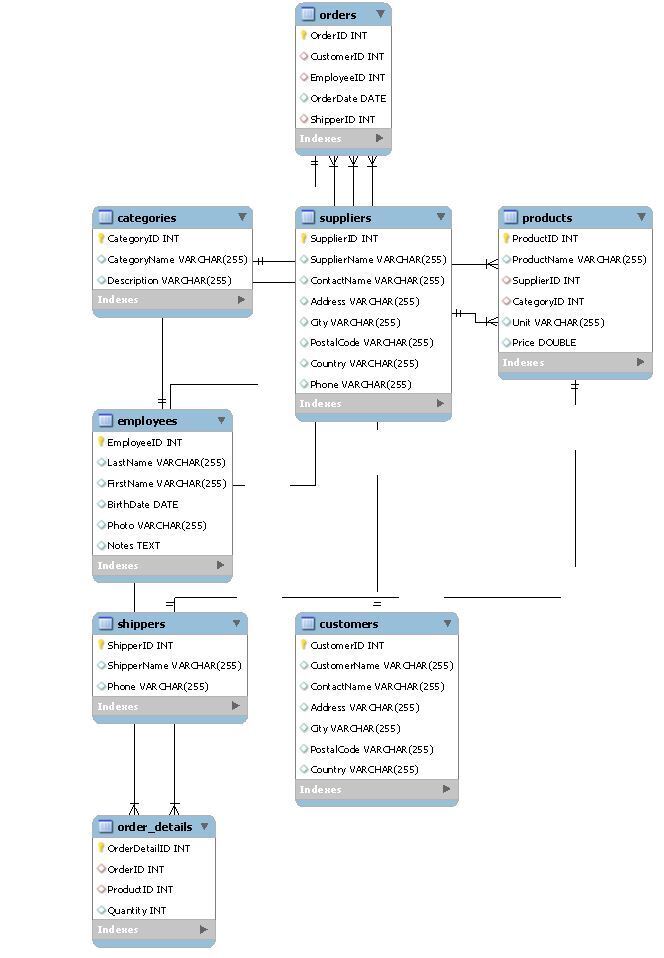 orders
OrderID INT
CustomerID INT
EmployeeID INT
OrderDate DATE
ShipperID INT
Indexes
categories
CategoryID INT
CategoryName VARCHAR(255)
Description VARCHAR(255)
Indexes
suppliers
SupplierID INT
SupplierName VARCHAR(255)
ContactName VARCHAR(255)
Address VARCHAR(255)
City VARCHAR(255)
PostalCode VARCHAR(255)
Country VARCHAR(255)
Phone VARCHAR(255)
Indexes
products
ProductID INT
ProductName VARCHAR(255)
SupplierID INT
CategoryID INT
Unit VARCHAR(255)
Price DOUBLE
Indexes
employees
EmployeeID INT
LastName VARCHAR(255)
FirstName VARCHAR(255)
BirthDate DATE
Photo VARCHAR(255)
Notes TEXT
Indexes
shippers
ShipperID INT
ShipperName VARCHAR(255)
Phone VARCHAR(255)
Indexes
customers
CustomerID INT
CustomerName VARCHAR(255)
ContactName VARCHAR(255)
Address VARCHAR(255)
City VARCHAR(255)
PostalCode VARCHAR(255)
Country VARCHAR(255)
Indexes
order_details
OrderDetailID INT
OrderID INT
ProductID INT
Quantity INT
Indexes